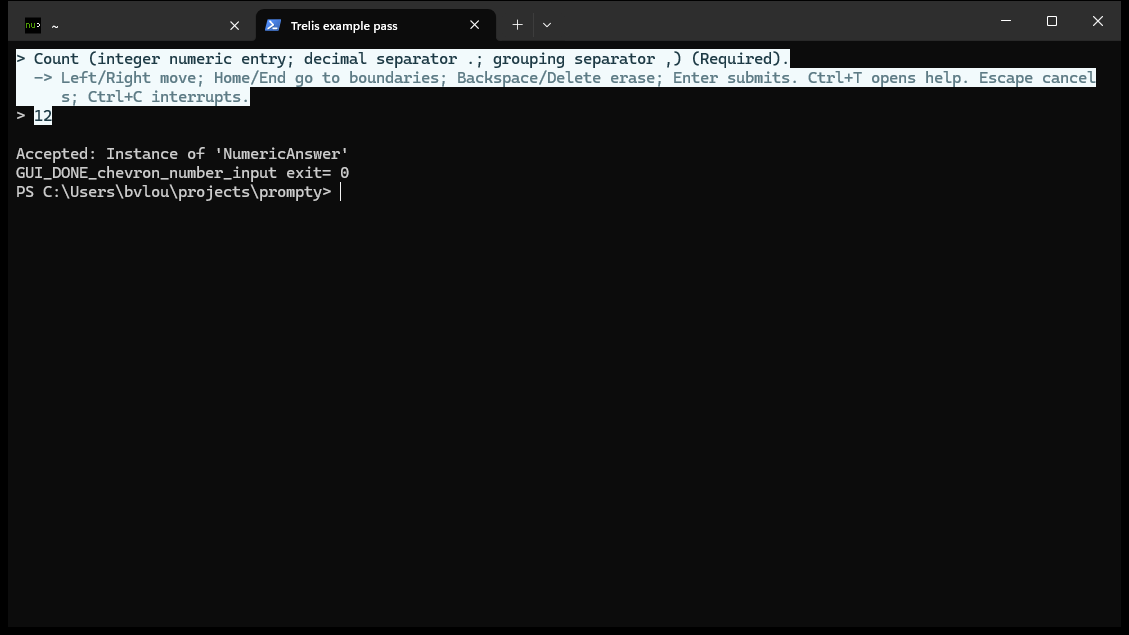 nu> ~
Trelis example pass
> Count (integer numeric entry; decimal separator .; grouping separator ,) (Required).
-> Left/Right move; Home/End go to boundaries; Backspace/Delete erase; Enter submits. Ctrl+T opens help. Escape cancel
s; Ctrl+C interrupts.
> 12
Accepted: Instance of 'NumericAnswer'
GUI_DONE_chevron_number_input exit= 0
PS C:\Users\bvlou\projects\prompty>